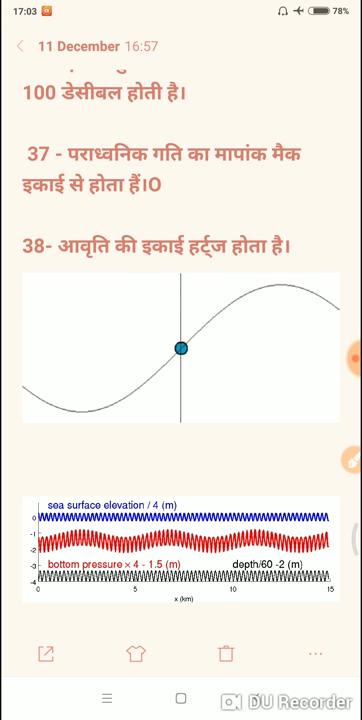 17:03
78%
11 December 16:57
100 डेसीबल होती है।
37 - पराध्वनिक गति का मापांक मैक
इकाई से होता हैं।O
38- आवृति की इकाई हर्ट्ज होता है।
sea surface elevation / 4 (m)
0
-1
-2
bottom pressure × 4 - 1.5 (m) depth/60 -2 (m)
-3
-4
0 5 10 15
x (km)
DU Recorder